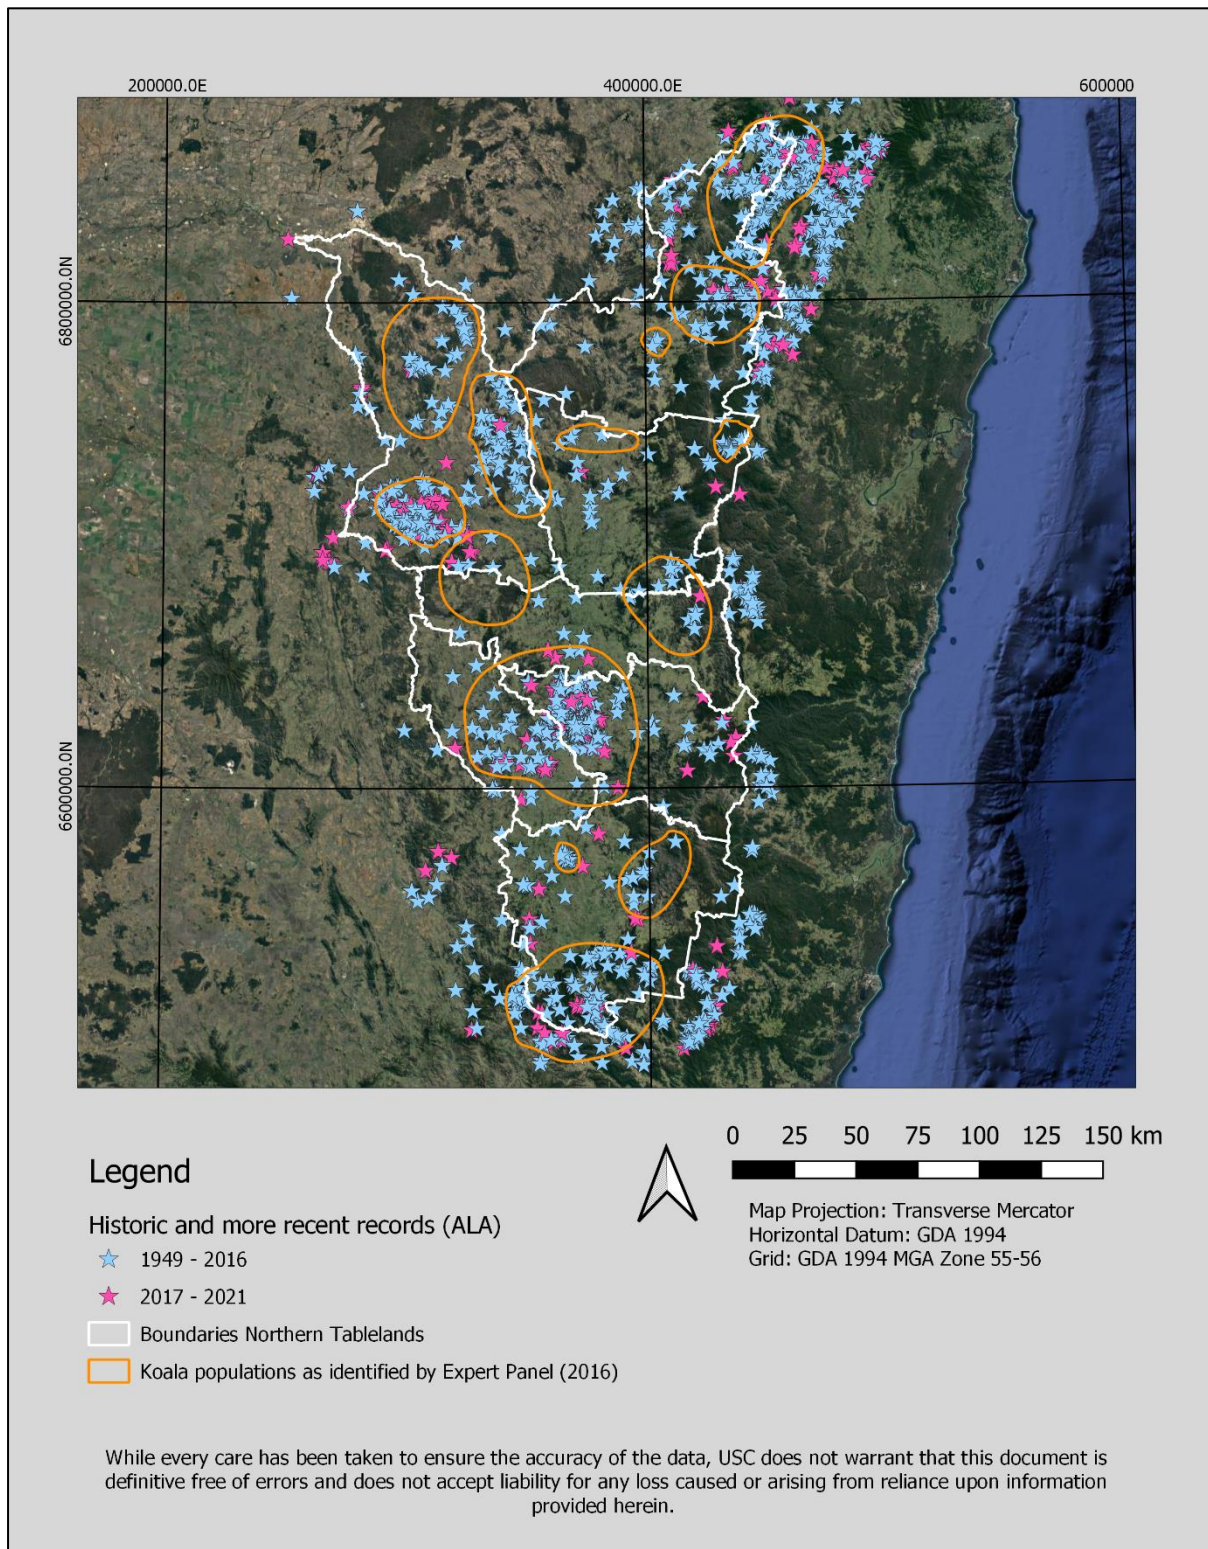 200000.0E 400000.0E 600000
6800000.0N
6600000.0N
0 25 50 75 100 125 150 km
Legend
Historic and more recent records (ALA)
1949 - 2016
2017 - 2021
Boundaries Northern Tablelands
Koala populations as identified by Expert Panel (2016)
Map Projection: Transverse Mercator
Horizontal Datum: GDA 1994
Grid: GDA 1994 MGA Zone 55-56
While every care has been taken to ensure the accuracy of the data, USC does not warrant that this document is
definitive free of errors and does not accept liability for any loss caused or arising from reliance upon information
provided herein.